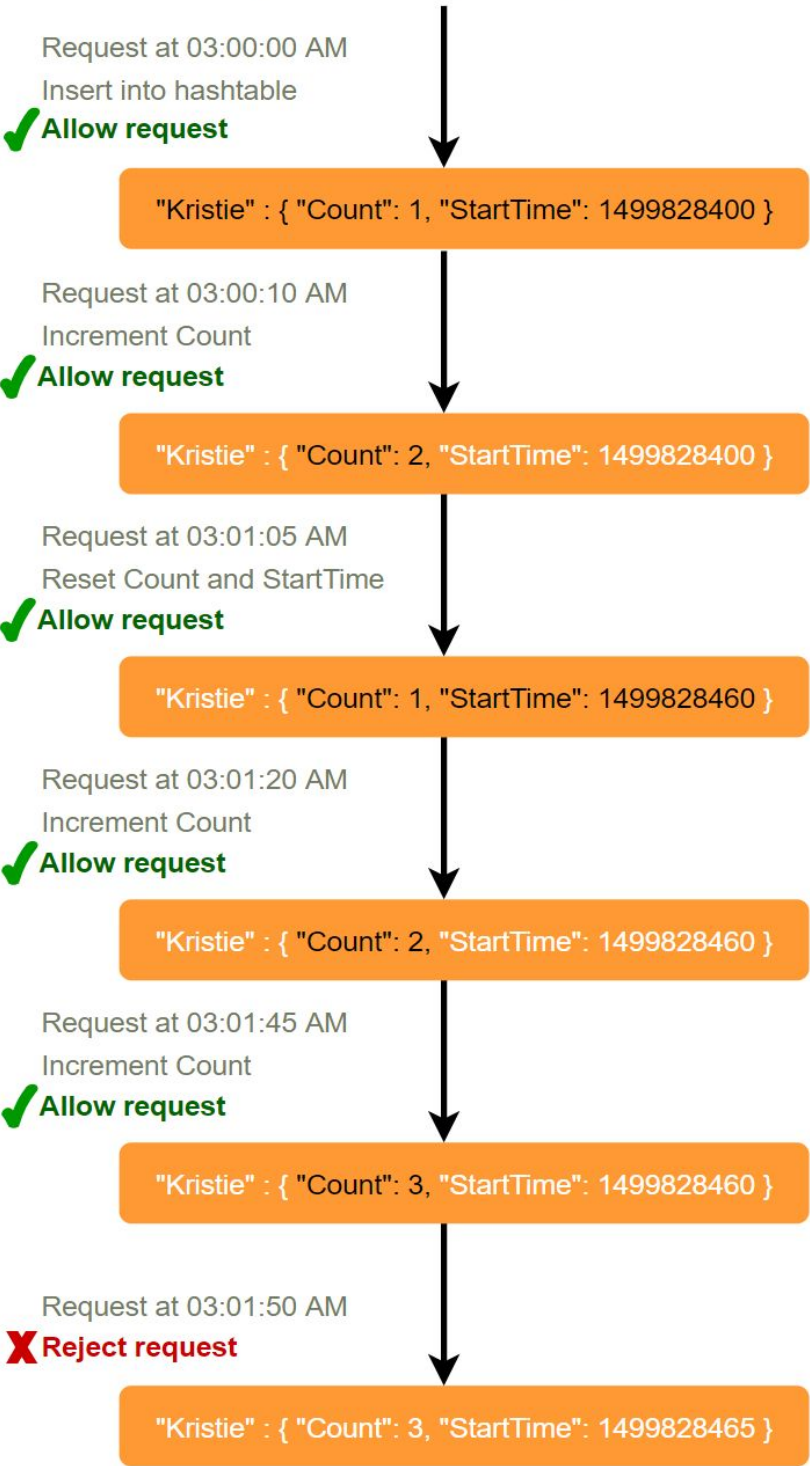 Request at 03:00:00 AM
Insert into hashtable
Allow request
"Kristie" : { "Count": 1, "StartTime": 1499828400 }
Request at 03:00:10 AM
Increment Count
Allow request
"Kristie" : { "Count": 2, "StartTime": 1499828400 }
Request at 03:01:05 AM
Reset Count and StartTime
Allow request
"Kristie" : { "Count": 1, "StartTime": 1499828460 }
Request at 03:01:20 AM
Increment Count
Allow request
"Kristie" : { "Count": 2, "StartTime": 1499828460 }
Request at 03:01:45 AM
Increment Count
Allow request
"Kristie" : { "Count": 3, "StartTime": 1499828460 }
Request at 03:01:50 AM
Reject request
"Kristie" : { "Count": 3, "StartTime": 1499828465 }